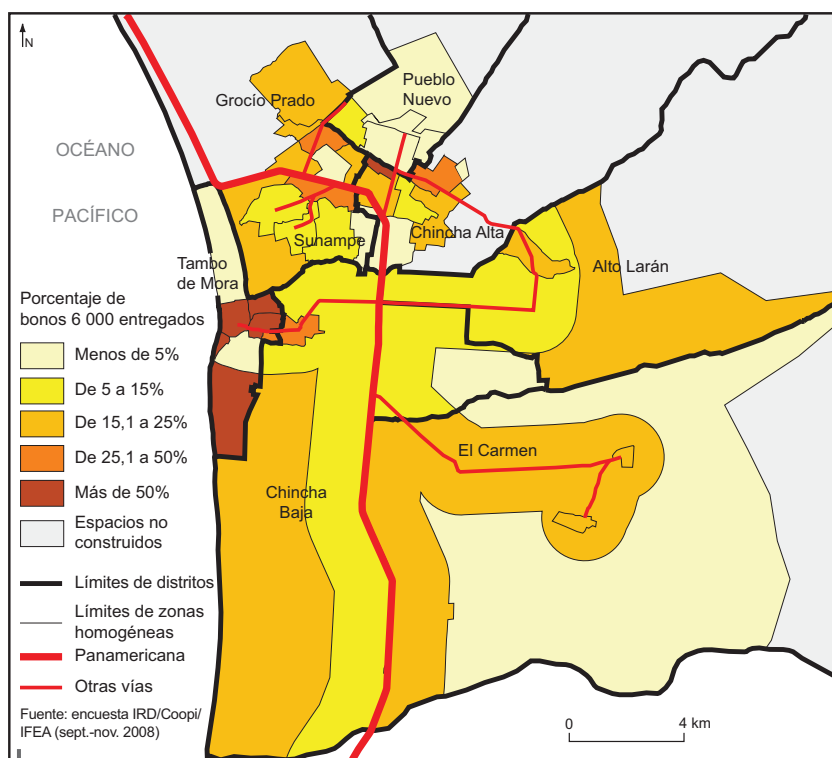 N
Grocío Prado
Pueblo
Nuevo
OCÉANO
PACÍFICO
Sunampe
Chincha Alta
Tambo
de Mora
Alto Larán
El Carmen
Chincha
Baja
Porcentaje de
bonos 6 000 entregados
Menos de 5%
De 5 a 15%
De 15,1 a 25%
De 25,1 a 50%
Más de 50%
Espacios no
construidos
Límites de distritos
Límites de zonas
homogéneas
Panamericana
Otras vías
Fuente: encuesta IRD/Coopi/
IFEA (sept.-nov. 2008)
0 4 km